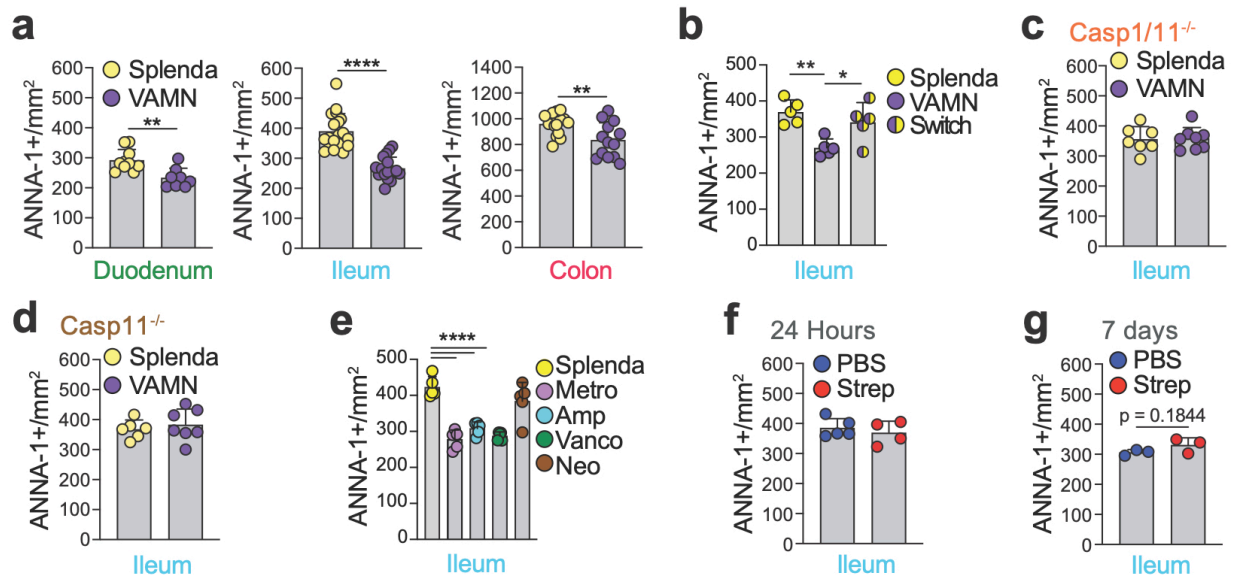 a
Splenda
VAMN
ANNA-1+/mm²
600
500
400
300
200
100
0
**
Duodenum
ANNA-1+/mm²
600
500
400
300
200
100
0
****
Ileum
ANNA-1+/mm²
1400
1200
1000
800
600
400
200
0
**
Colon
b
ANNA-1+/mm²
500
400
300
200
100
0
** *
Splenda
VAMN
Switch
Ileum
c
Casp1/11-/-
Splenda
VAMN
ANNA-1+/mm²
600
500
400
300
200
100
0
Ileum
d
Casp11-/-
Splenda
VAMN
ANNA-1+/mm²
600
500
400
300
200
100
0
Ileum
e
****
ANNA-1+/mm²
500
400
300
200
100
0
Splenda
Metro
Amp
Vanco
Neo
Ileum
f
24 Hours
PBS
Strep
ANNA-1+/mm²
600
500
400
300
200
100
0
Ileum
g
7 days
PBS
Strep
p = 0.1844
ANNA-1+/mm²
600
500
400
300
200
100
0
Ileum